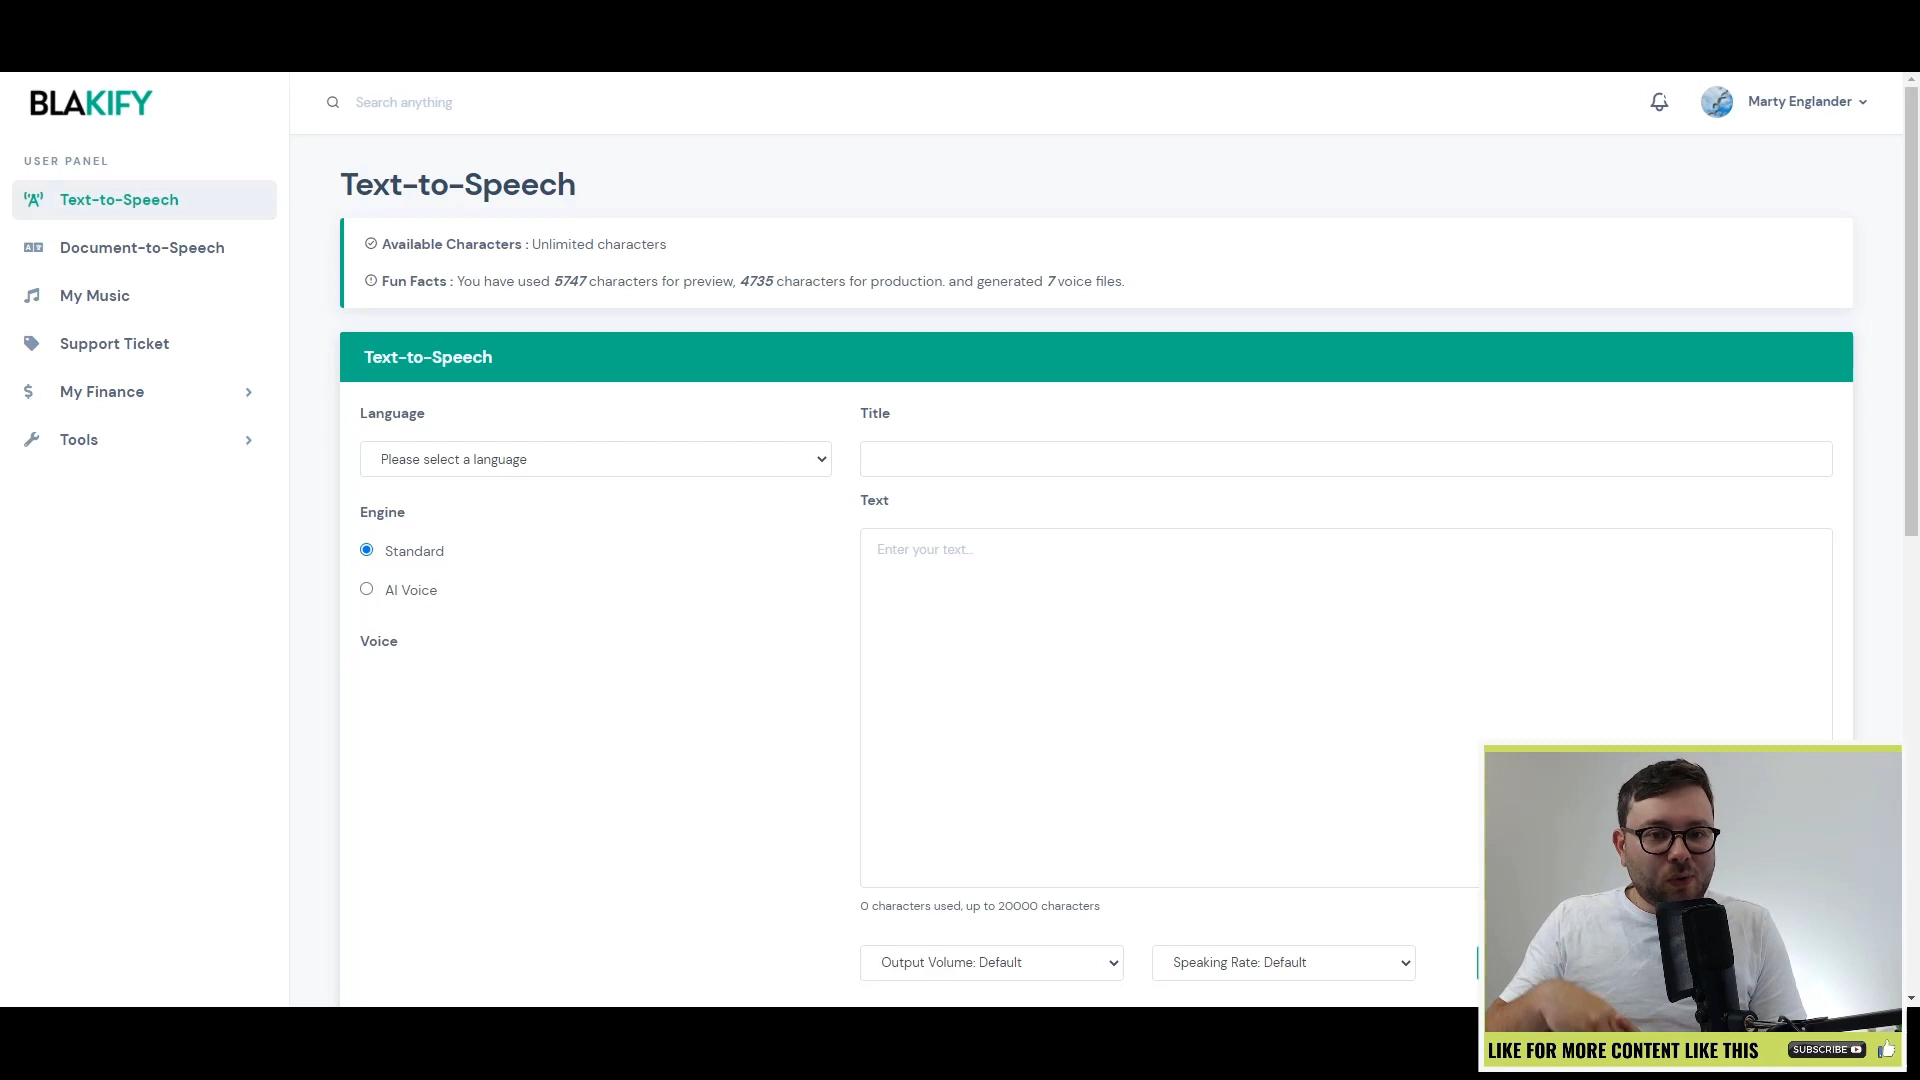 BLAKIFY
Search anything
Marty Englander
USER PANEL
Text-to-Speech
Document-to-Speech
My Music
Support Ticket
My Finance
Tools
Text-to-Speech
Available Characters : Unlimited characters
Fun Facts : You have used 5747 characters for preview, 4735 characters for production. and generated 7 voice files.
Text-to-Speech
Language
Please select a language
Engine
Standard
AI Voice
Voice
Title
Text
Enter your text...
0 characters used, up to 20000 characters
Output Volume: Default
Speaking Rate: Default
LIKE FOR MORE CONTENT LIKE THIS
SUBSCRIBE